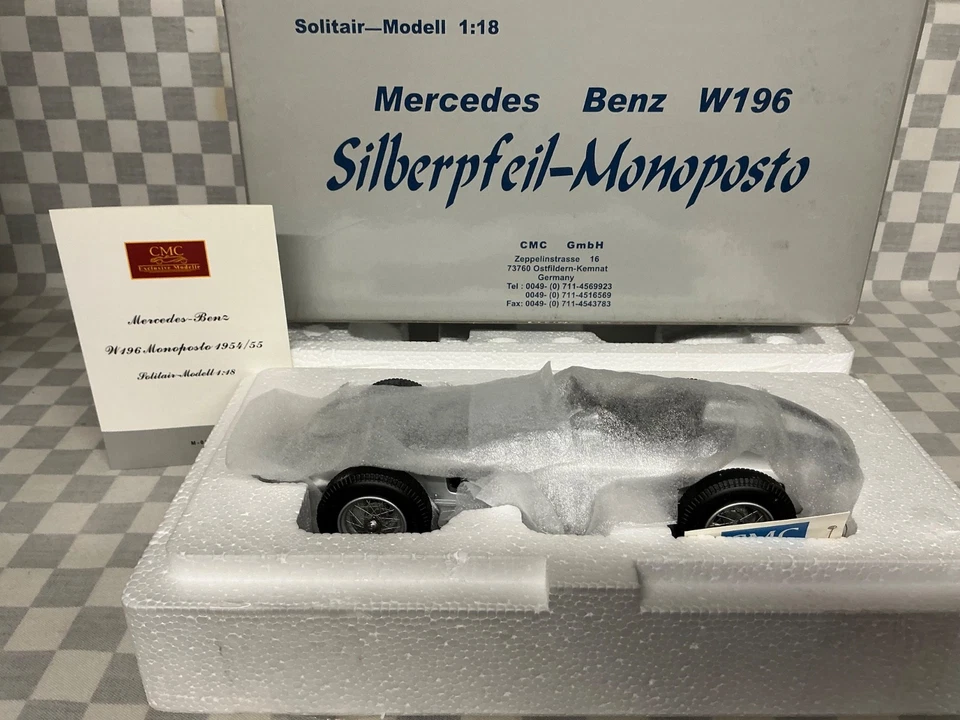 Solitair—Modell 1:18
Mercedes Benz W196
Silberpfeil-Monoposto
CMC GmbH
Zeppelinstrasse 16
73760 Ostfildern-Kemnat
Germany
Tel : 0049- (0) 711-4569923
0049- (0) 711-4516569
Fax: 0049- (0) 711-4543783
CMC
Exclusive Modelle
Mercedes-Benz
W196 Monoposto 1954/55
Solitair-Modell 1:18
CMC